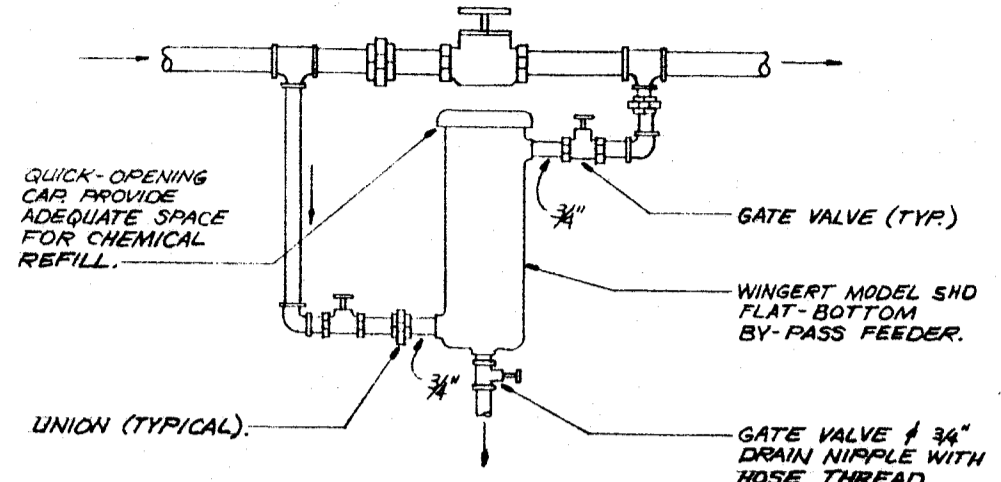 QUICK-OPENING
CAP. PROVIDE
ADEQUATE SPACE
FOR CHEMICAL
REFILL.
3/4"
GATE VALVE (TYP.)
WINGERT MODEL SHD
FLAT-BOTTOM
BY-PASS FEEDER.
3/4"
UNION (TYPICAL).
GATE VALVE & 3/4"
DRAIN NIPPLE WITH
HOSE THREAD